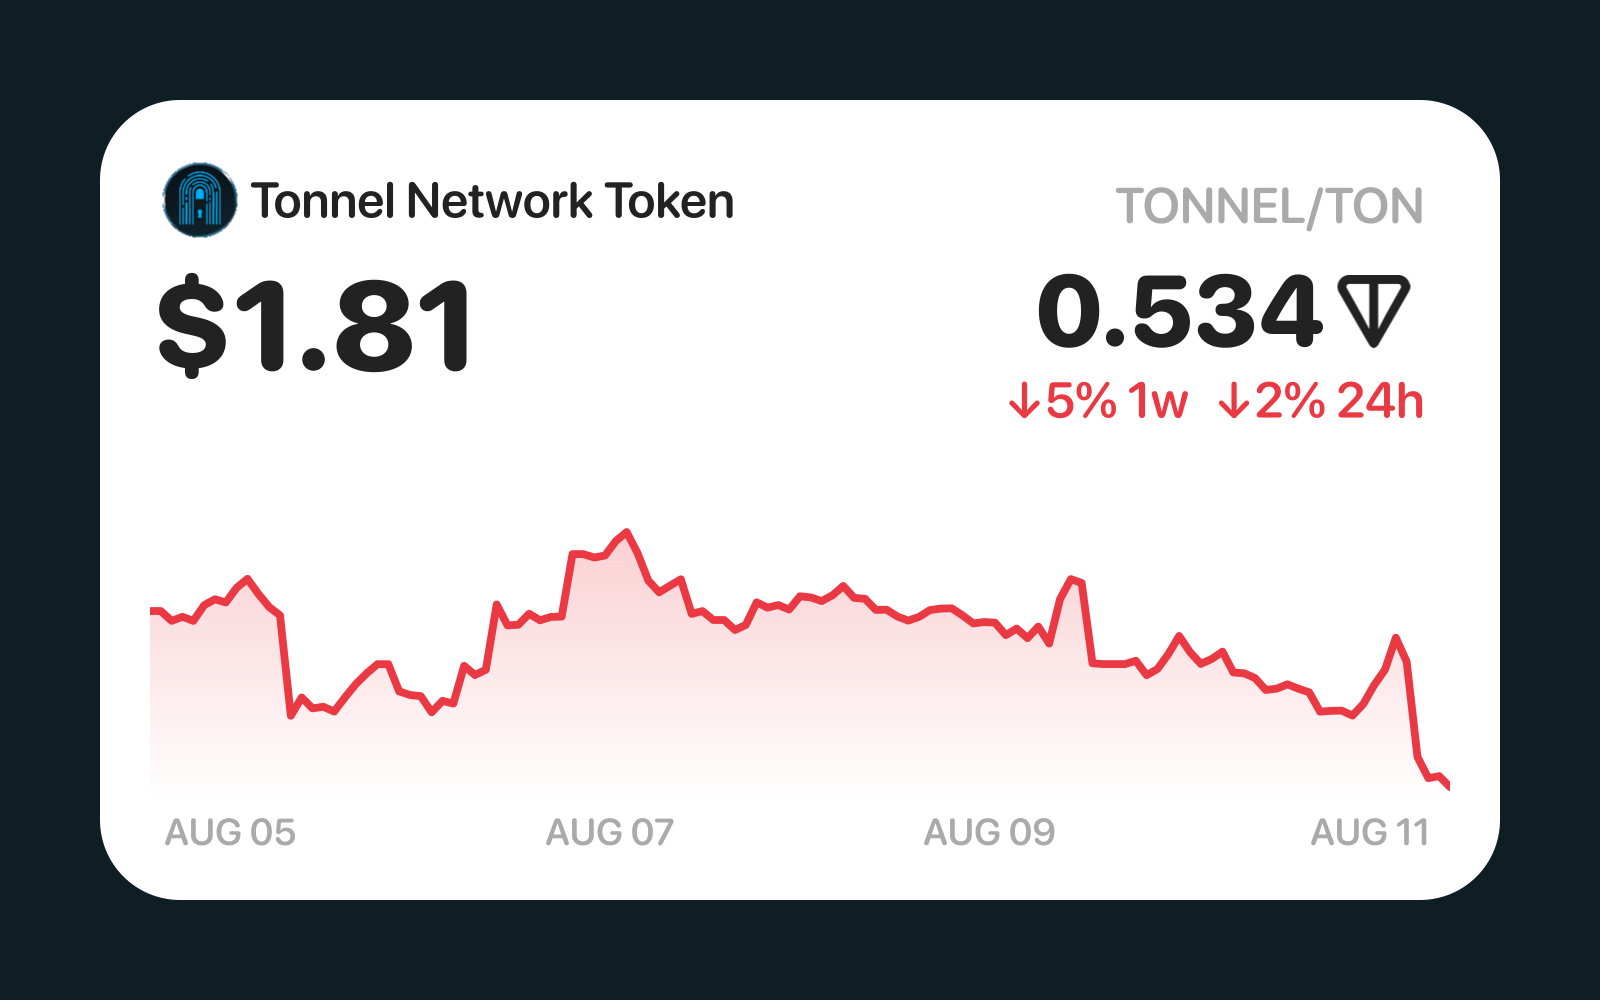 Tonnel Network Token
TONNEL/TON
$1.81
0.534
↓5% 1w ↓2% 24h
AUG 05 AUG 07 AUG 09 AUG 11